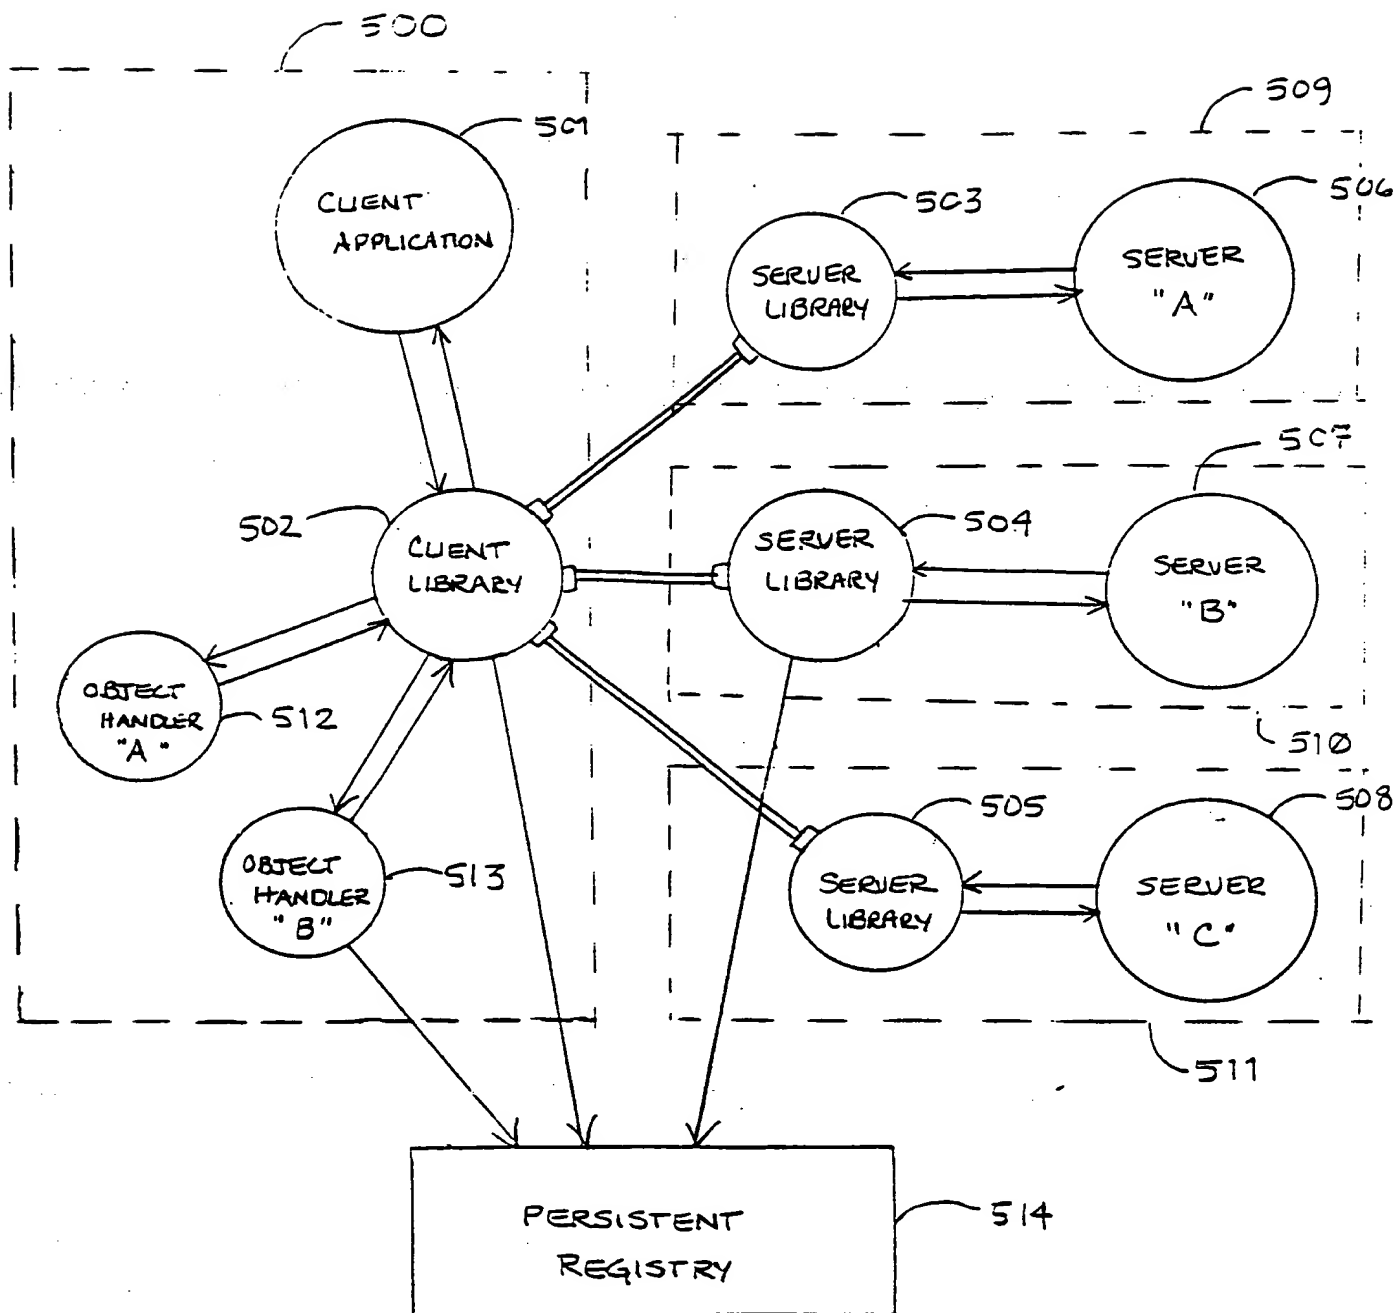 500
501
CLIENT
APPLICATION
509
503
506
SERVER
LIBRARY
SERVER
"A"
507
502
CLIENT
LIBRARY
504
SERVER
LIBRARY
SERVER
"B"
510
OBJECT
HANDLER
"A"
512
OBJECT
HANDLER
"B"
513
505
508
SERVER
LIBRARY
SERVER
"C"
511
PERSISTENT
REGISTRY
514